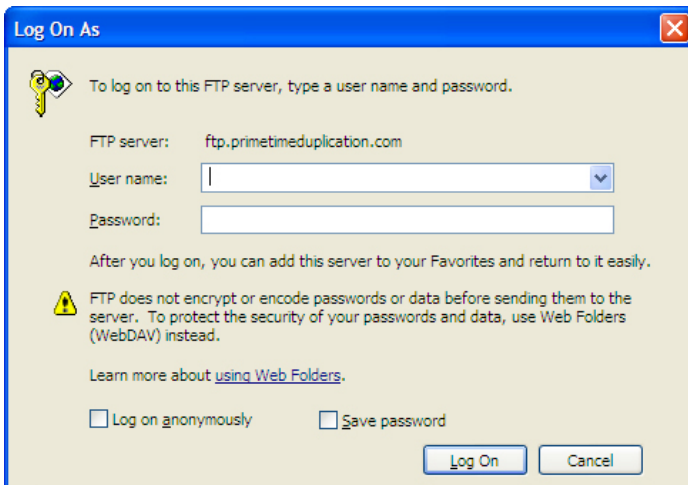 Log On As
To log on to this FTP server, type a user name and password.
FTP server: ftp.primetimeduplication.com
User name:
Password:
After you log on, you can add this server to your Favorites and return to it easily.
FTP does not encrypt or encode passwords or data before sending them to the
server.  To protect the security of your passwords and data, use Web Folders
(WebDAV) instead.
Learn more about using Web Folders.
Log on anonymously Save password
Log On Cancel